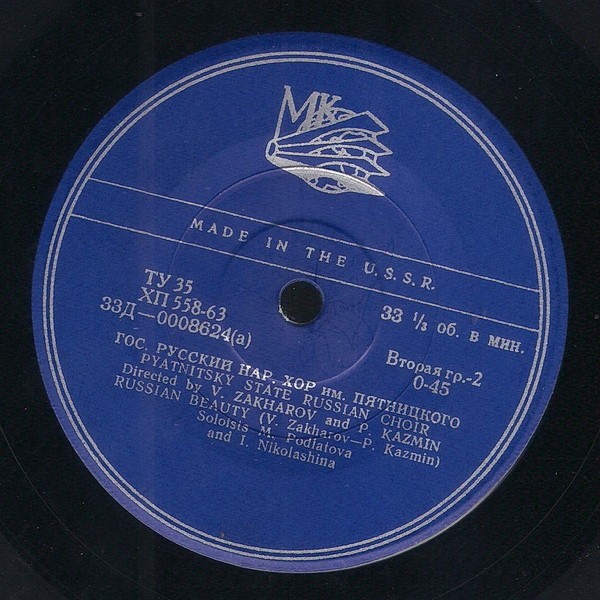 МК
MADE IN THE U.S.S.R.
ТУ 35
ХП 558-63
33Д—0008624(а)
33 ⅓ об. в мин.
Вторая гр.-2
0-45
ГОС. РУССКИЙ НАР. ХОР им. ПЯТНИЦКОГО
PYATNITSKY STATE RUSSIAN CHOIR
Directed by V. ZAKHAROV and P. KAZMIN
RUSSIAN BEAUTY (V. Zakharov—P. Kazmin)
Soloisis M. Podlatova
and I. Nikolashina